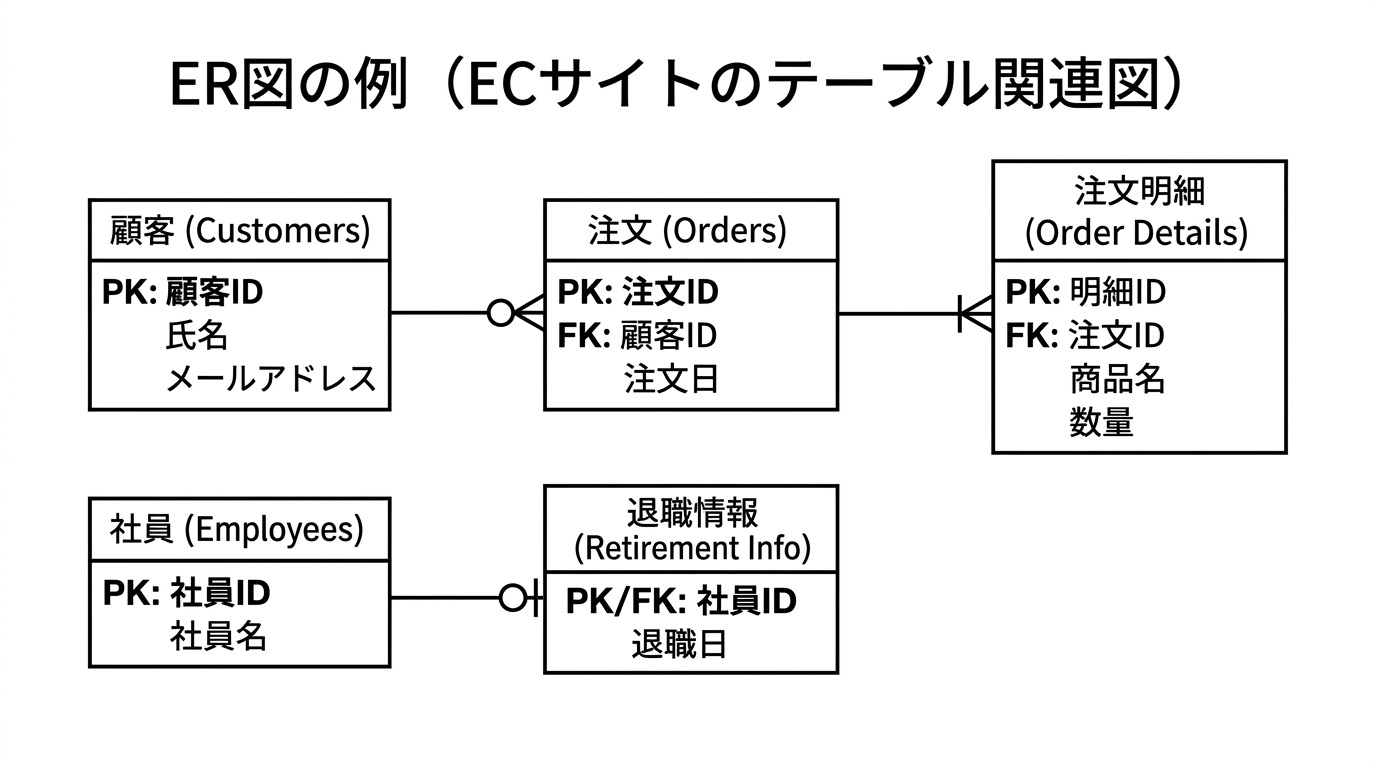 ER図の例（ECサイトのテーブル関連図）
顧客 (Customers)
PK: 顧客ID
氏名
メールアドレス
注文 (Orders)
PK: 注文ID
FK: 顧客ID
注文日
注文明細
(Order Details)
PK: 明細ID
FK: 注文ID
商品名
数量
社員 (Employees)
PK: 社員ID
社員名
退職情報
(Retirement Info)
PK/FK: 社員ID
退職日